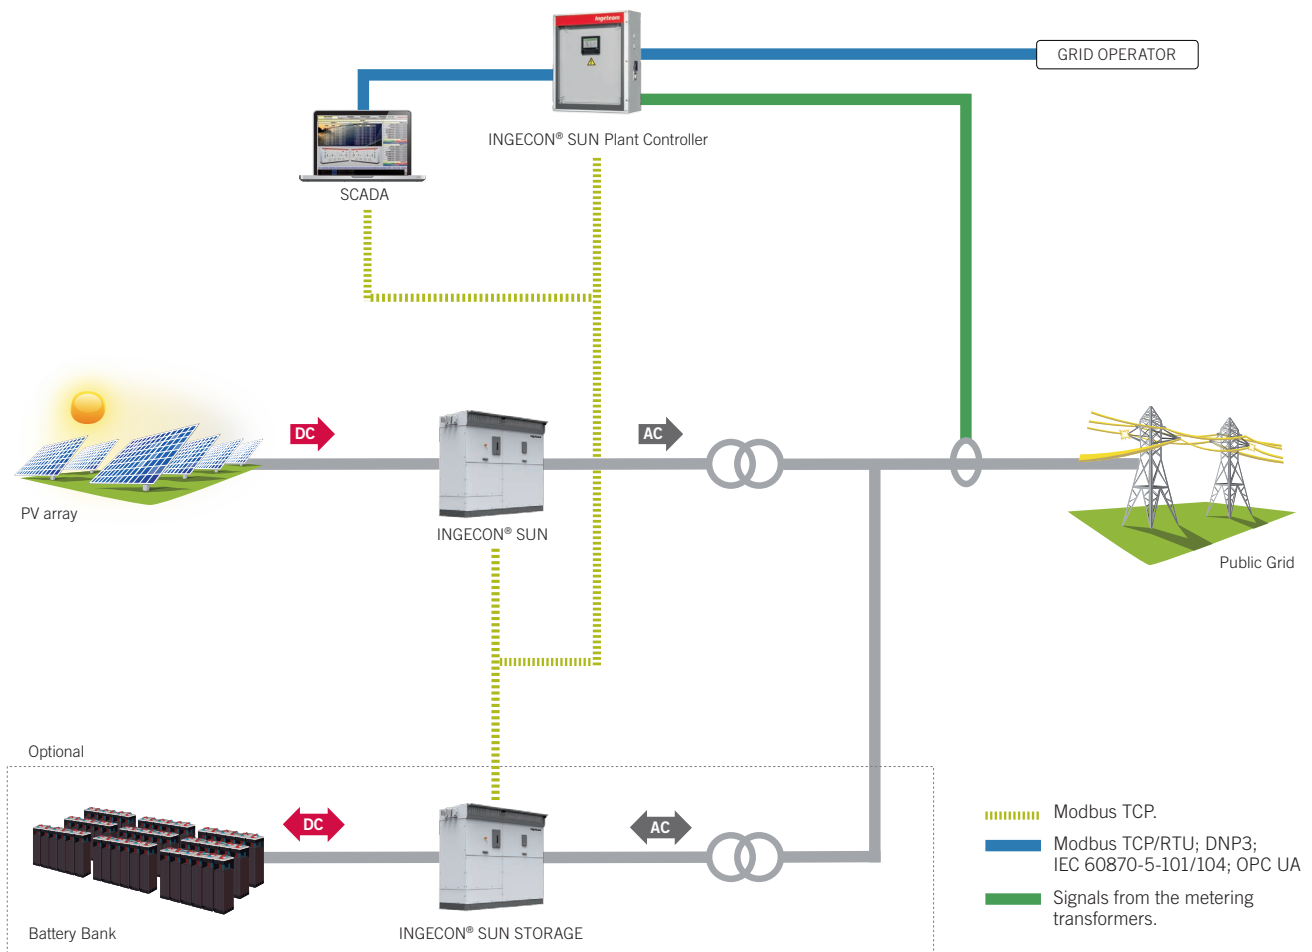 Ingeteam
GRID OPERATOR
INGECON® SUN Plant Controller
SCADA
DC
AC
PV array
INGECON® SUN
Public Grid
Optional
DC
AC
Battery Bank
INGECON® SUN STORAGE
Modbus TCP.
Modbus TCP/RTU; DNP3;
IEC 60870-5-101/104; OPC UA
Signals from the metering
transformers.